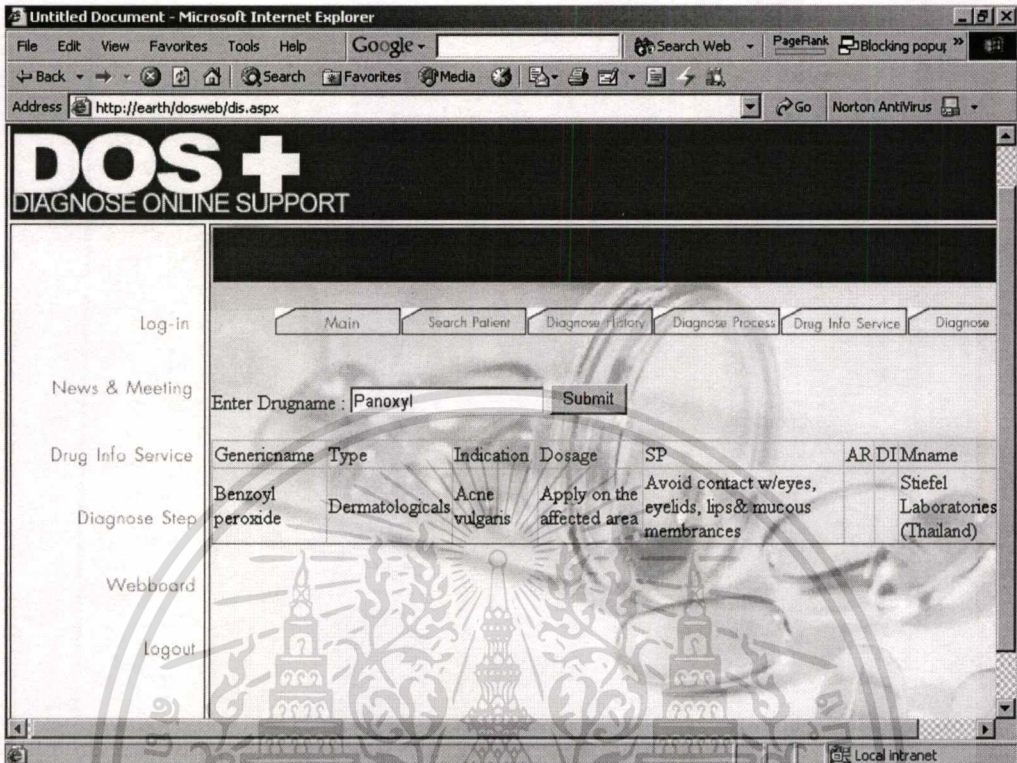 Untitled Document - Microsoft Internet Explorer
File Edit View Favorites Tools Help Google Search Web PageRank Blocking popup »
Back Search Favorites Media
Address http://earth/dosweb/dis.aspx Go Norton AntiVirus
DOS+
DIAGNOSE ONLINE SUPPORT
Log-in
Main Search Patient Diagnose History Diagnose Process Drug Info Service Diagnose
News & Meeting
Enter Drugname : Panoxyl Submit
Drug Info Service
Genericname Type Indication Dosage SP AR DI Mname
Benzoyl peroxide Dermatologicals Acne vulgaris Apply on the affected area Avoid contact w/eyes, eyelids, lips& mucous membrances Stiefel Laboratories (Thailand)
Diagnose Step
Webboard
Logout
Local intranet